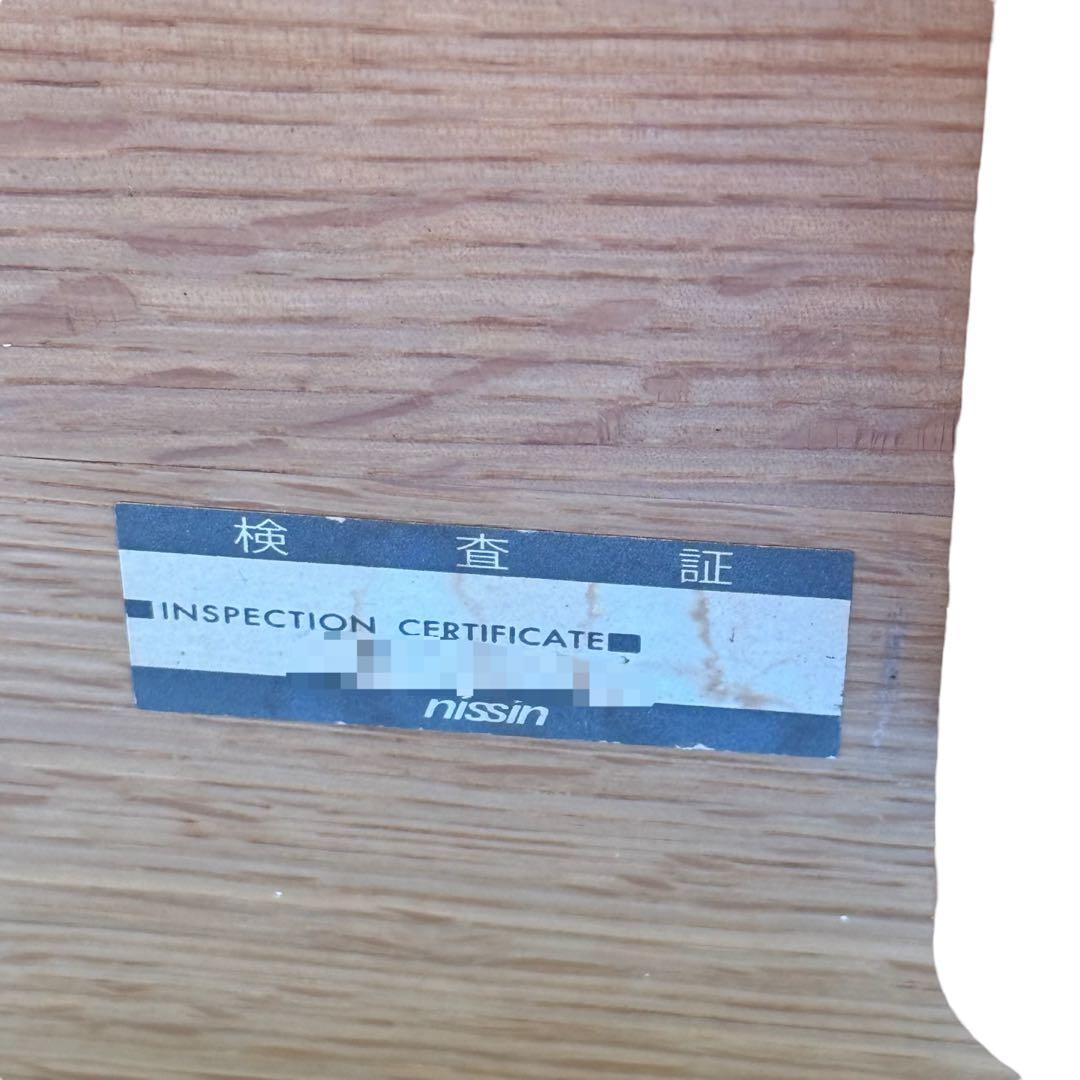 検査証
INSPECTION CERTIFICATE
nissin